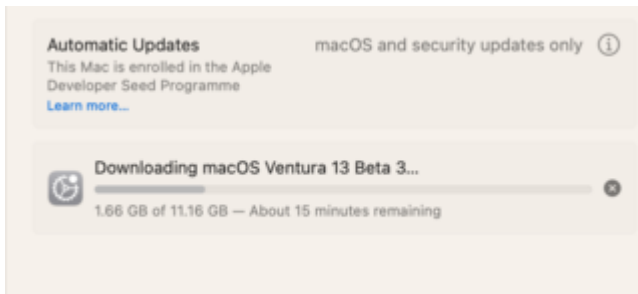 Automatic Updates
macOS and security updates only
This Mac is enrolled in the Apple
Developer Seed Programme
Learn more...
Downloading macOS Ventura 13 Beta 3...
1.66 GB of 11.16 GB — About 15 minutes remaining